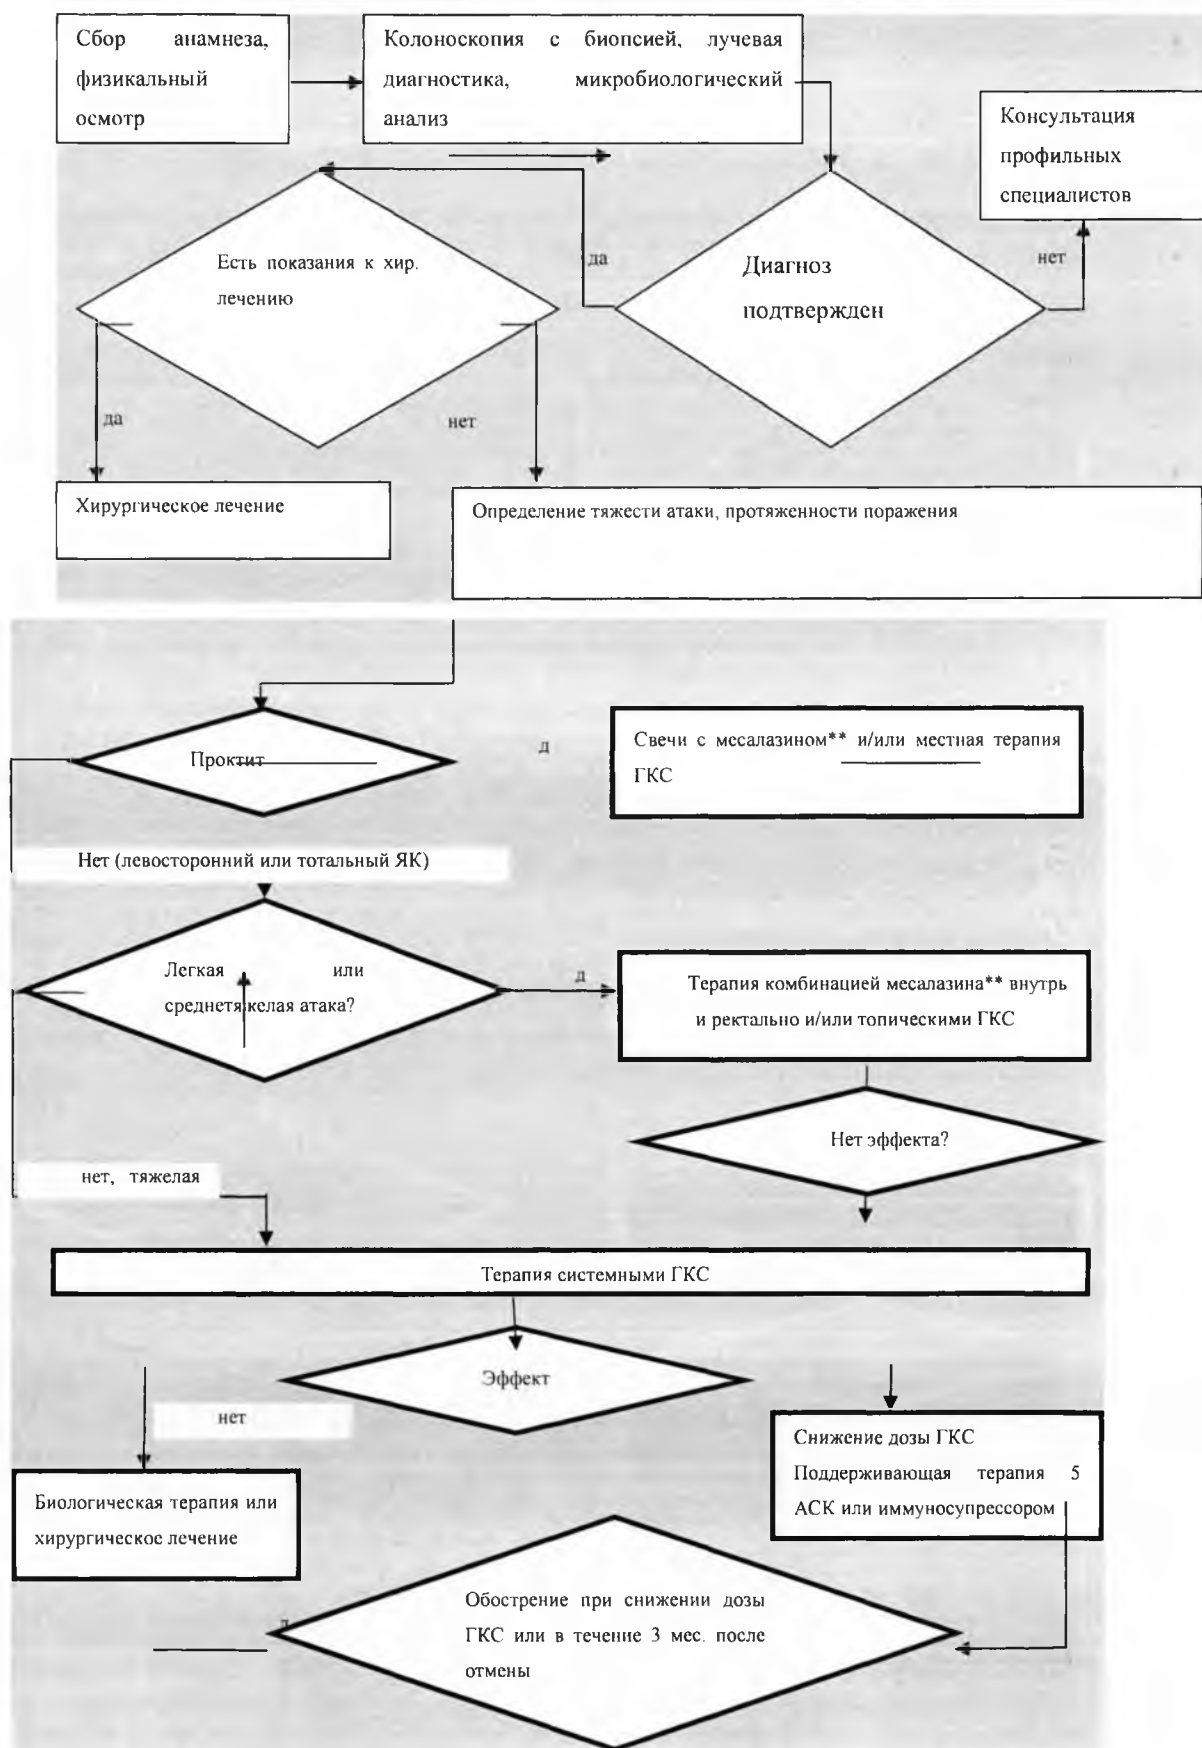 Сбор анамнеза,
физикальный
осмотр
Колоноскопия с биопсией, лучевая
диагностика, микробиологический
анализ
Консультация
профильных
специалистов
Есть показания к хир.
лечению
да
Диагноз
подтвержден
нет
да
нет
Хирургическое лечение
Определение тяжести атаки, протяженности поражения
Проктит
д
Свечи с месалазином** и/или местная терапия
ГКС
Нет (левосторонний или тотальный ЯК)
Легкая или
среднетяжелая атака?
д
Терапия комбинацией месалазина** внутрь
и ректально и/или топическими ГКС
Нет эффекта?
нет, тяжелая
Терапия системными ГКС
Эффект
нет
Снижение дозы ГКС
Поддерживающая терапия 5
АСК или иммуносупрессором
Биологическая терапия или
хирургическое лечение
Обострение при снижении дозы
ГКС или в течение 3 мес. после
отмены